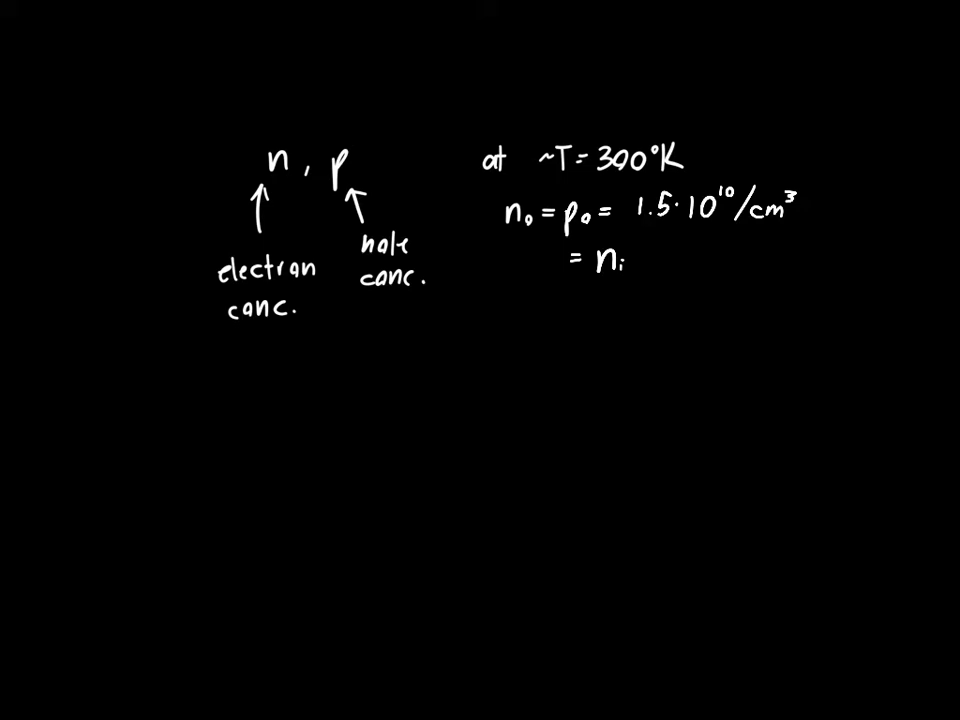 n, p
electron
conc.
hole
conc.
at ~T = 300°K
n₀ = p₀ = 1.5·10¹⁰/cm³
= nᵢ